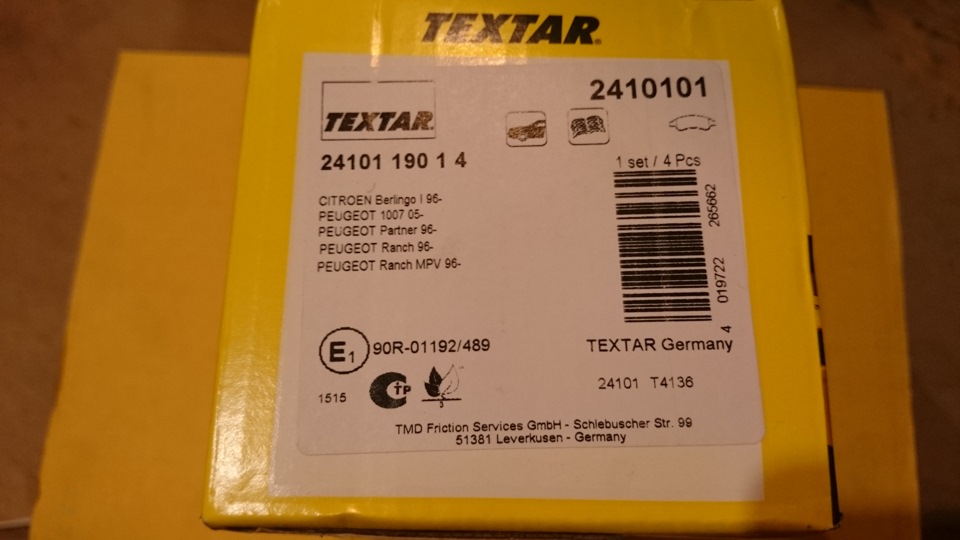 TEXTAR®
TEXTAR®
2410101
24101 190 1 4
1 set / 4 Pcs
CITROEN Berlingo I 96-
PEUGEOT 1007 05-
PEUGEOT Partner 96-
PEUGEOT Ranch 96-
PEUGEOT Ranch MPV 96-
4 019722 265662
E1 90R-01192/489
TEXTAR Germany
1515
СТР
24101 T4136
TMD Friction Services GmbH - Schlebuscher Str. 99
51381 Leverkusen - Germany